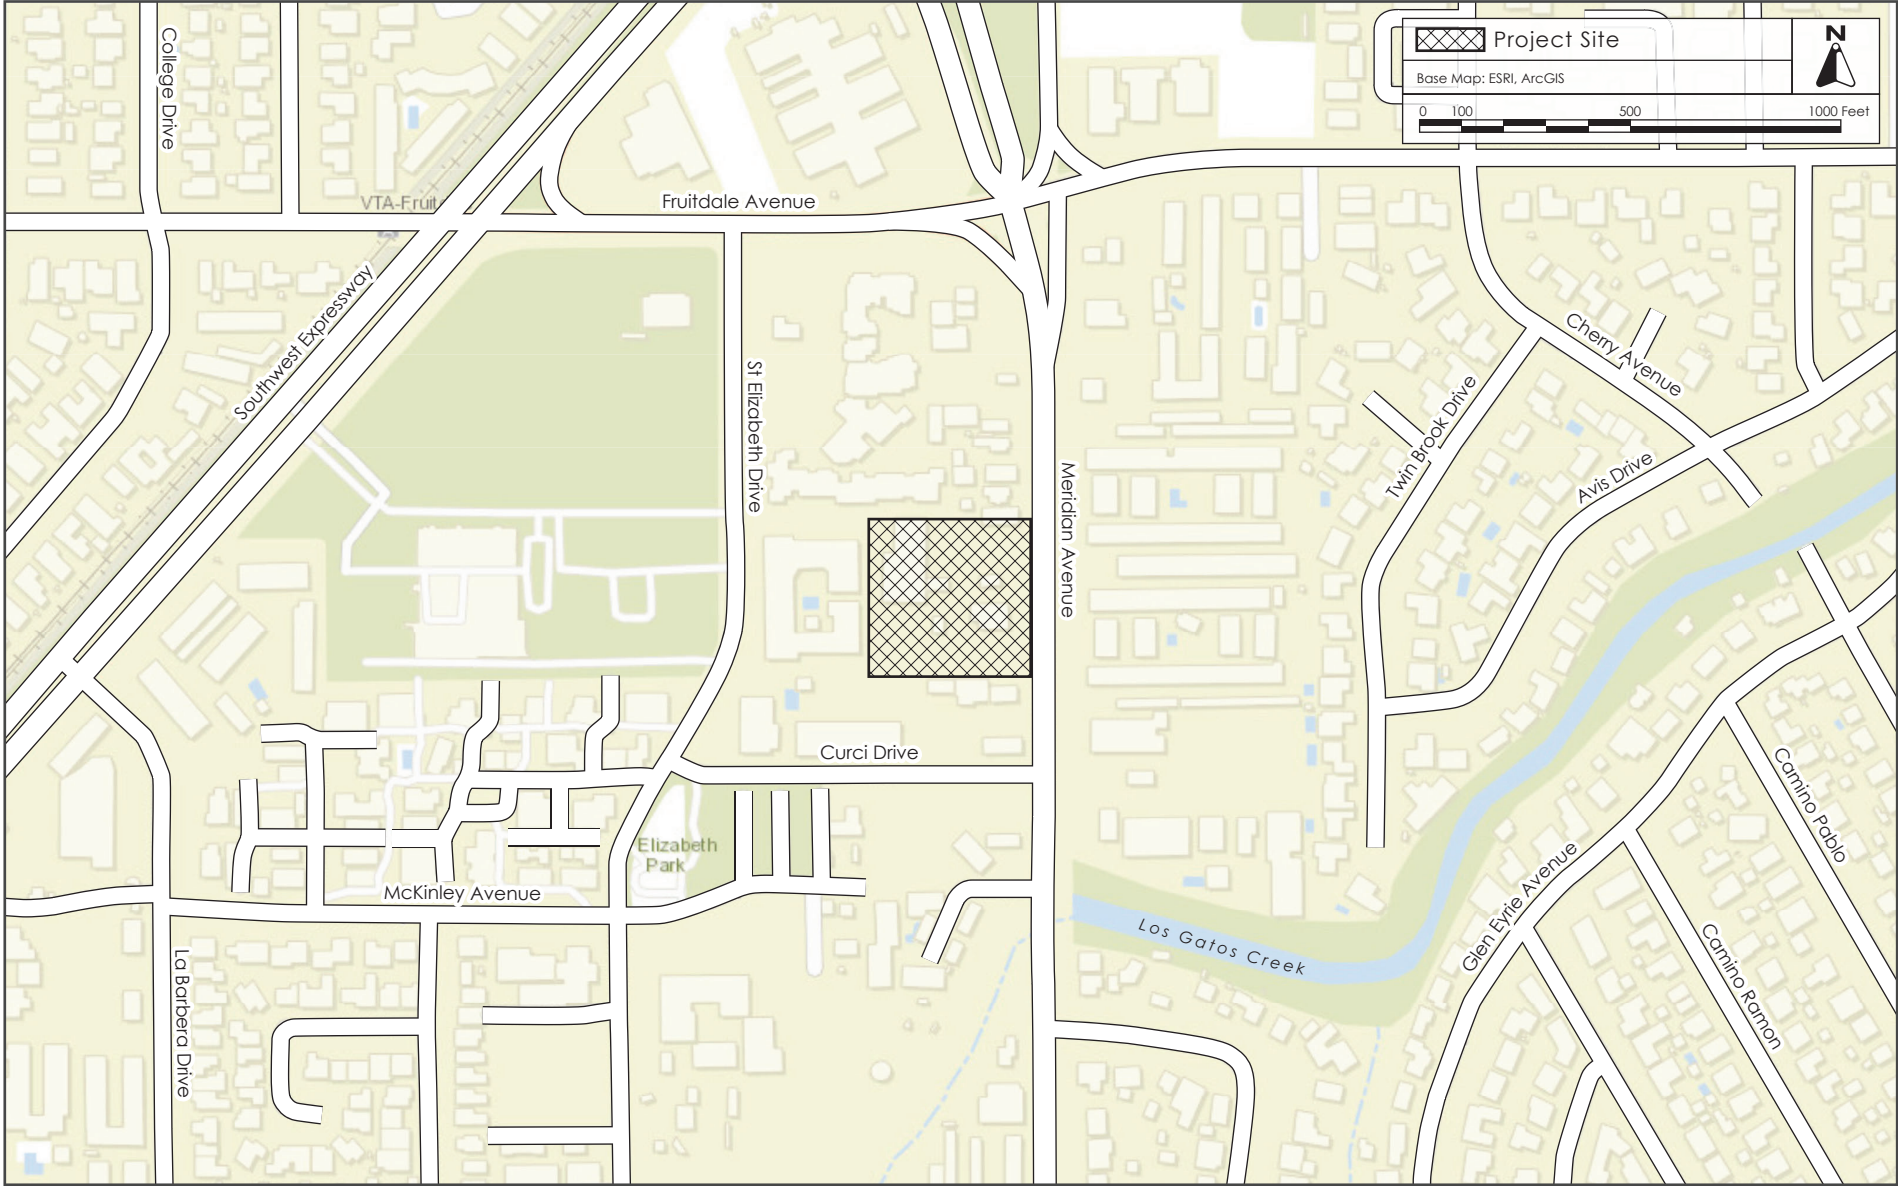 Project Site
N
Base Map: ESRI, ArcGIS
0 100 500 1000 Feet
College Drive
VTA-Fruit
Fruitdale Avenue
Southwest Expressway
St Elizabeth Drive
Meridian Avenue
Cherry Avenue
Twin Brook Drive
Avis Drive
Curci Drive
Camino Pablo
Elizabeth
Park
McKinley Avenue
Glen Eyrie Avenue
Los Gatos Creek
Camino Ramon
La Barbera Drive